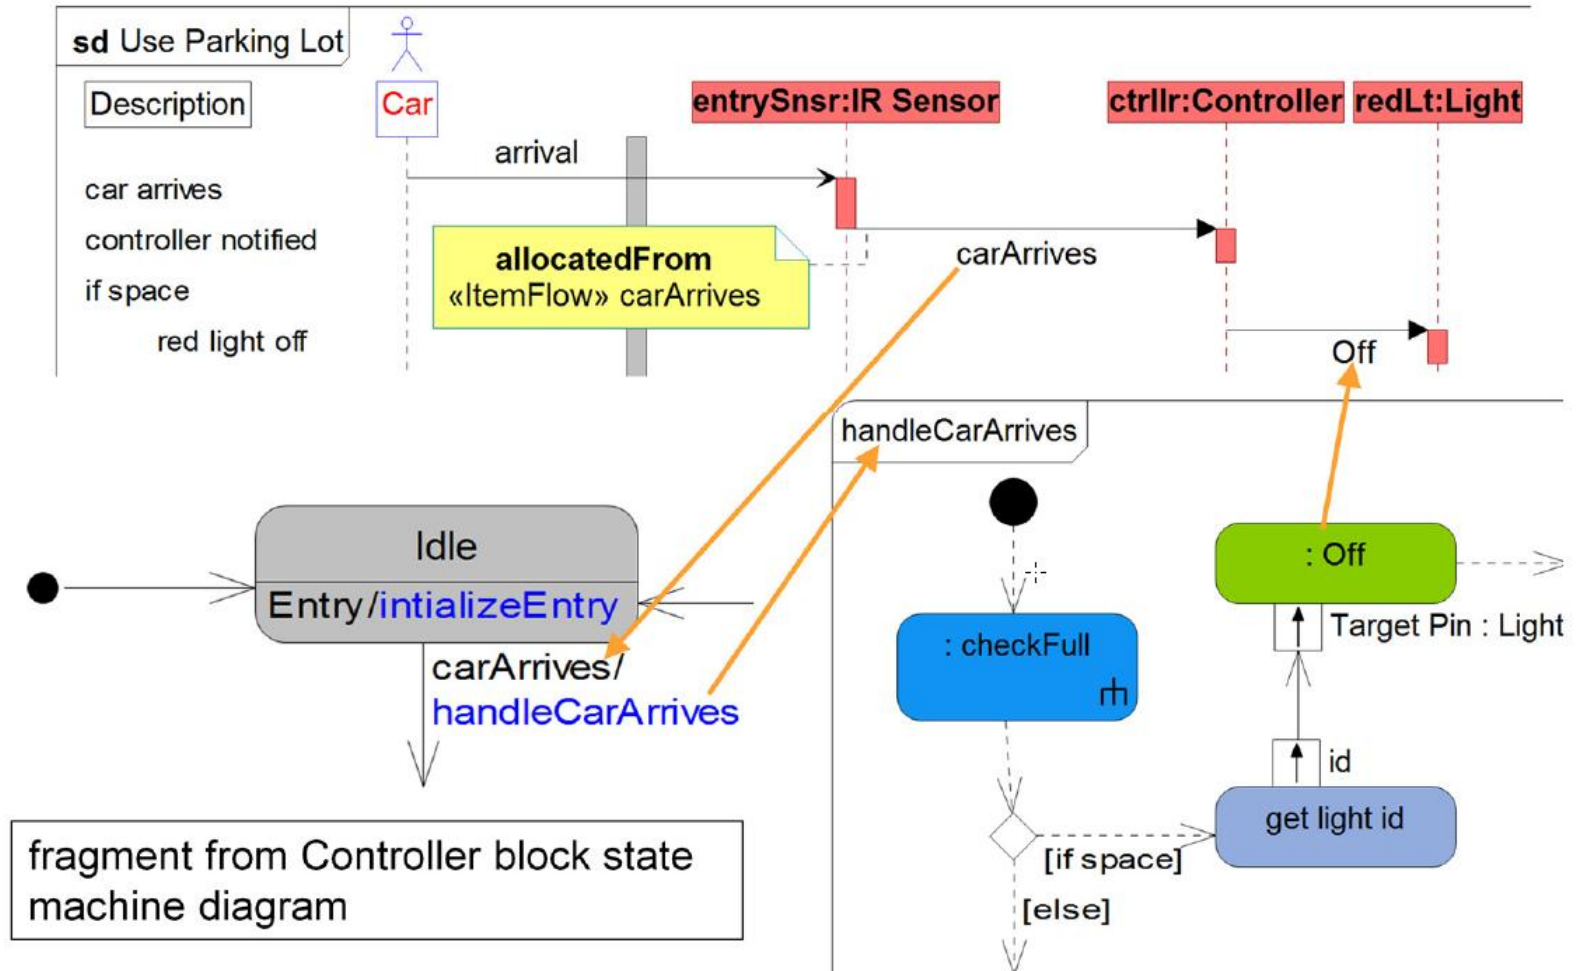 sd Use Parking Lot
Description
Car
entrySnsr:IR Sensor
ctrllr:Controller
redLt:Light
arrival
car arrives
controller notified
if space
red light off
allocatedFrom
«ItemFlow» carArrives
carArrives
Off
handleCarArrives
Idle
Entry/intializeEntry
carArrives/
handleCarArrives
: checkFull
: Off
Target Pin : Light
id
get light id
[if space]
[else]
fragment from Controller block state
machine diagram